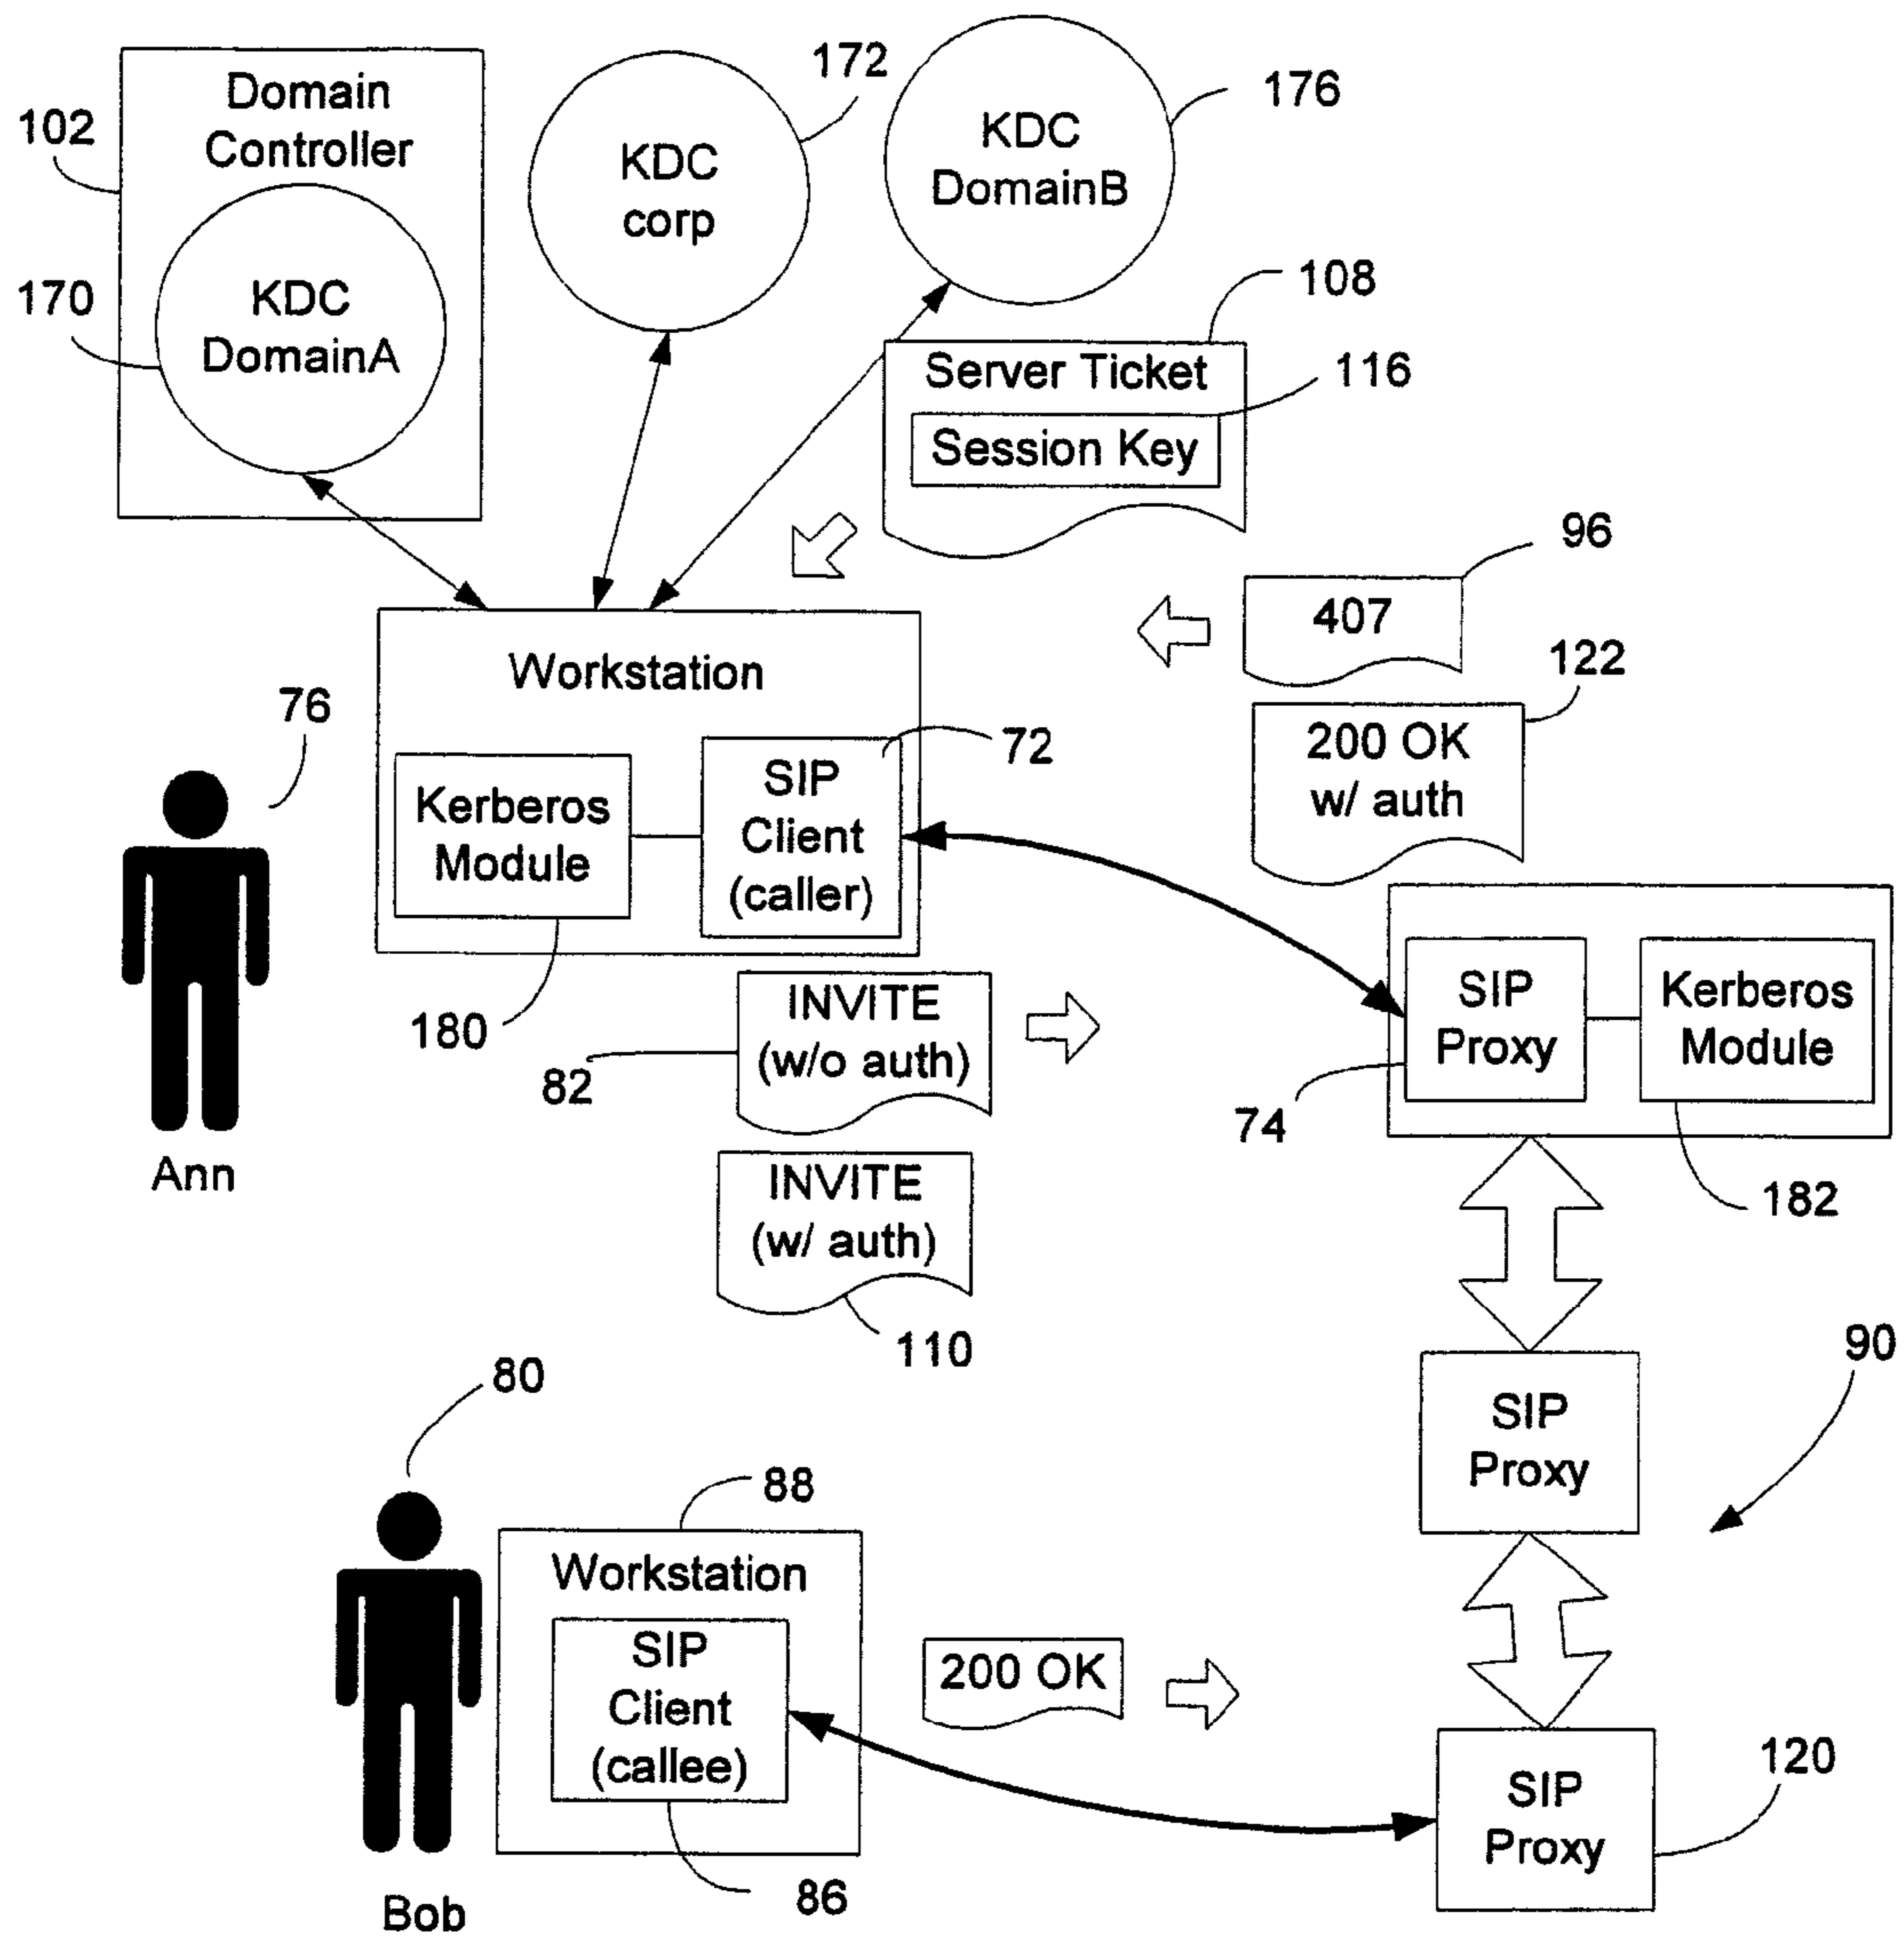 Domain
Controller
102
KDC
DomainA
170
KDC
corp
172
KDC
DomainB
176
108
Server Ticket
116
Session Key
96
407
122
200 OK
w/ auth
Workstation
76
Kerberos
Module
SIP
Client
(caller)
72
180
Ann
INVITE
(w/o auth)
82
INVITE
(w/ auth)
110
SIP
Proxy
Kerberos
Module
74
182
90
SIP
Proxy
80
88
Workstation
SIP
Client
(callee)
200 OK
86
Bob
SIP
Proxy
120